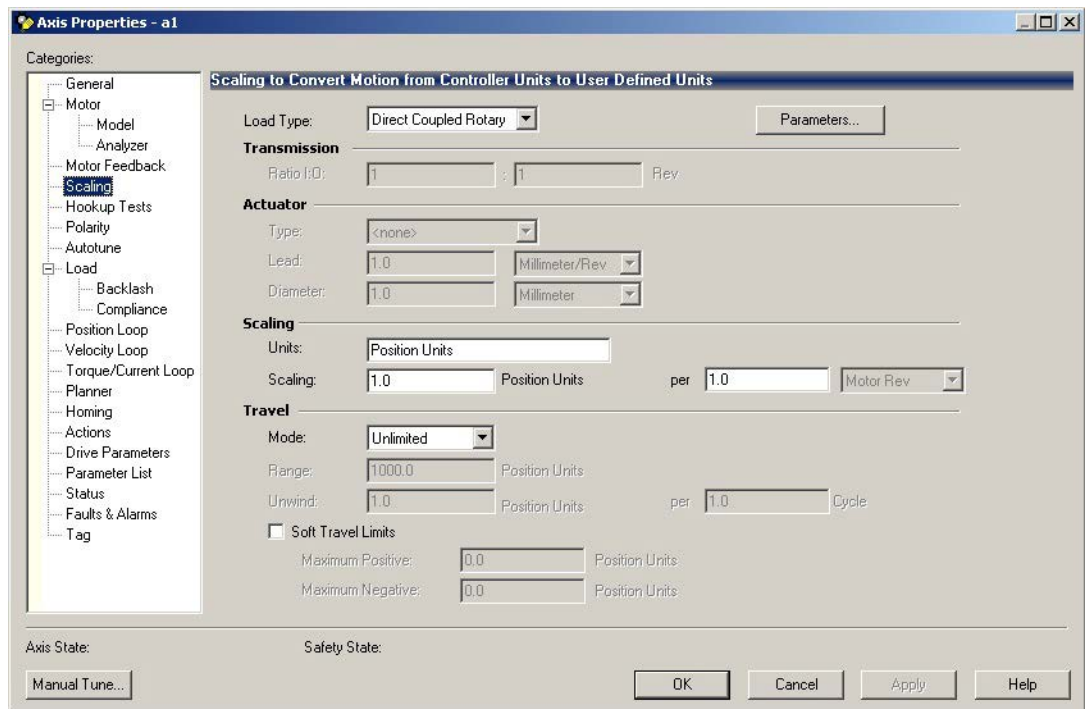 Axis Properties - a1
Categories:
General
Motor
Model
Analyzer
Motor Feedback
Scaling
Hookup Tests
Polarity
Autotune
Load
Backlash
Compliance
Position Loop
Velocity Loop
Torque/Current Loop
Planner
Homing
Actions
Drive Parameters
Parameter List
Status
Faults & Alarms
Tag
Scaling to Convert Motion from Controller Units to User Defined Units
Load Type: Direct Coupled Rotary Parameters...
Transmission
Ratio I:O: 1 : 1 Rev
Actuator
Type: <none>
Lead: 1.0 Millimeter/Rev
Diameter: 1.0 Millimeter
Scaling
Units: Position Units
Scaling: 1.0 Position Units per 1.0 Motor Rev
Travel
Mode: Unlimited
Range: 1000.0 Position Units
Unwind: 1.0 Position Units per 1.0 Cycle
Soft Travel Limits
Maximum Positive: 0.0 Position Units
Maximum Negative: 0.0 Position Units
Axis State: Safety State:
Manual Tune... OK Cancel Apply Help